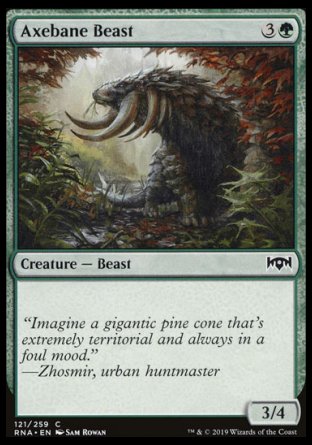 Axebane Beast 3
Creature — Beast
“Imagine a gigantic pine cone that’s
extremely territorial and always in a
foul mood.”
—Zhosmir, urban huntmaster
3/4
121/259 C
RNA • EN Sam Rowan
™ & © 2019 Wizards of the Coast